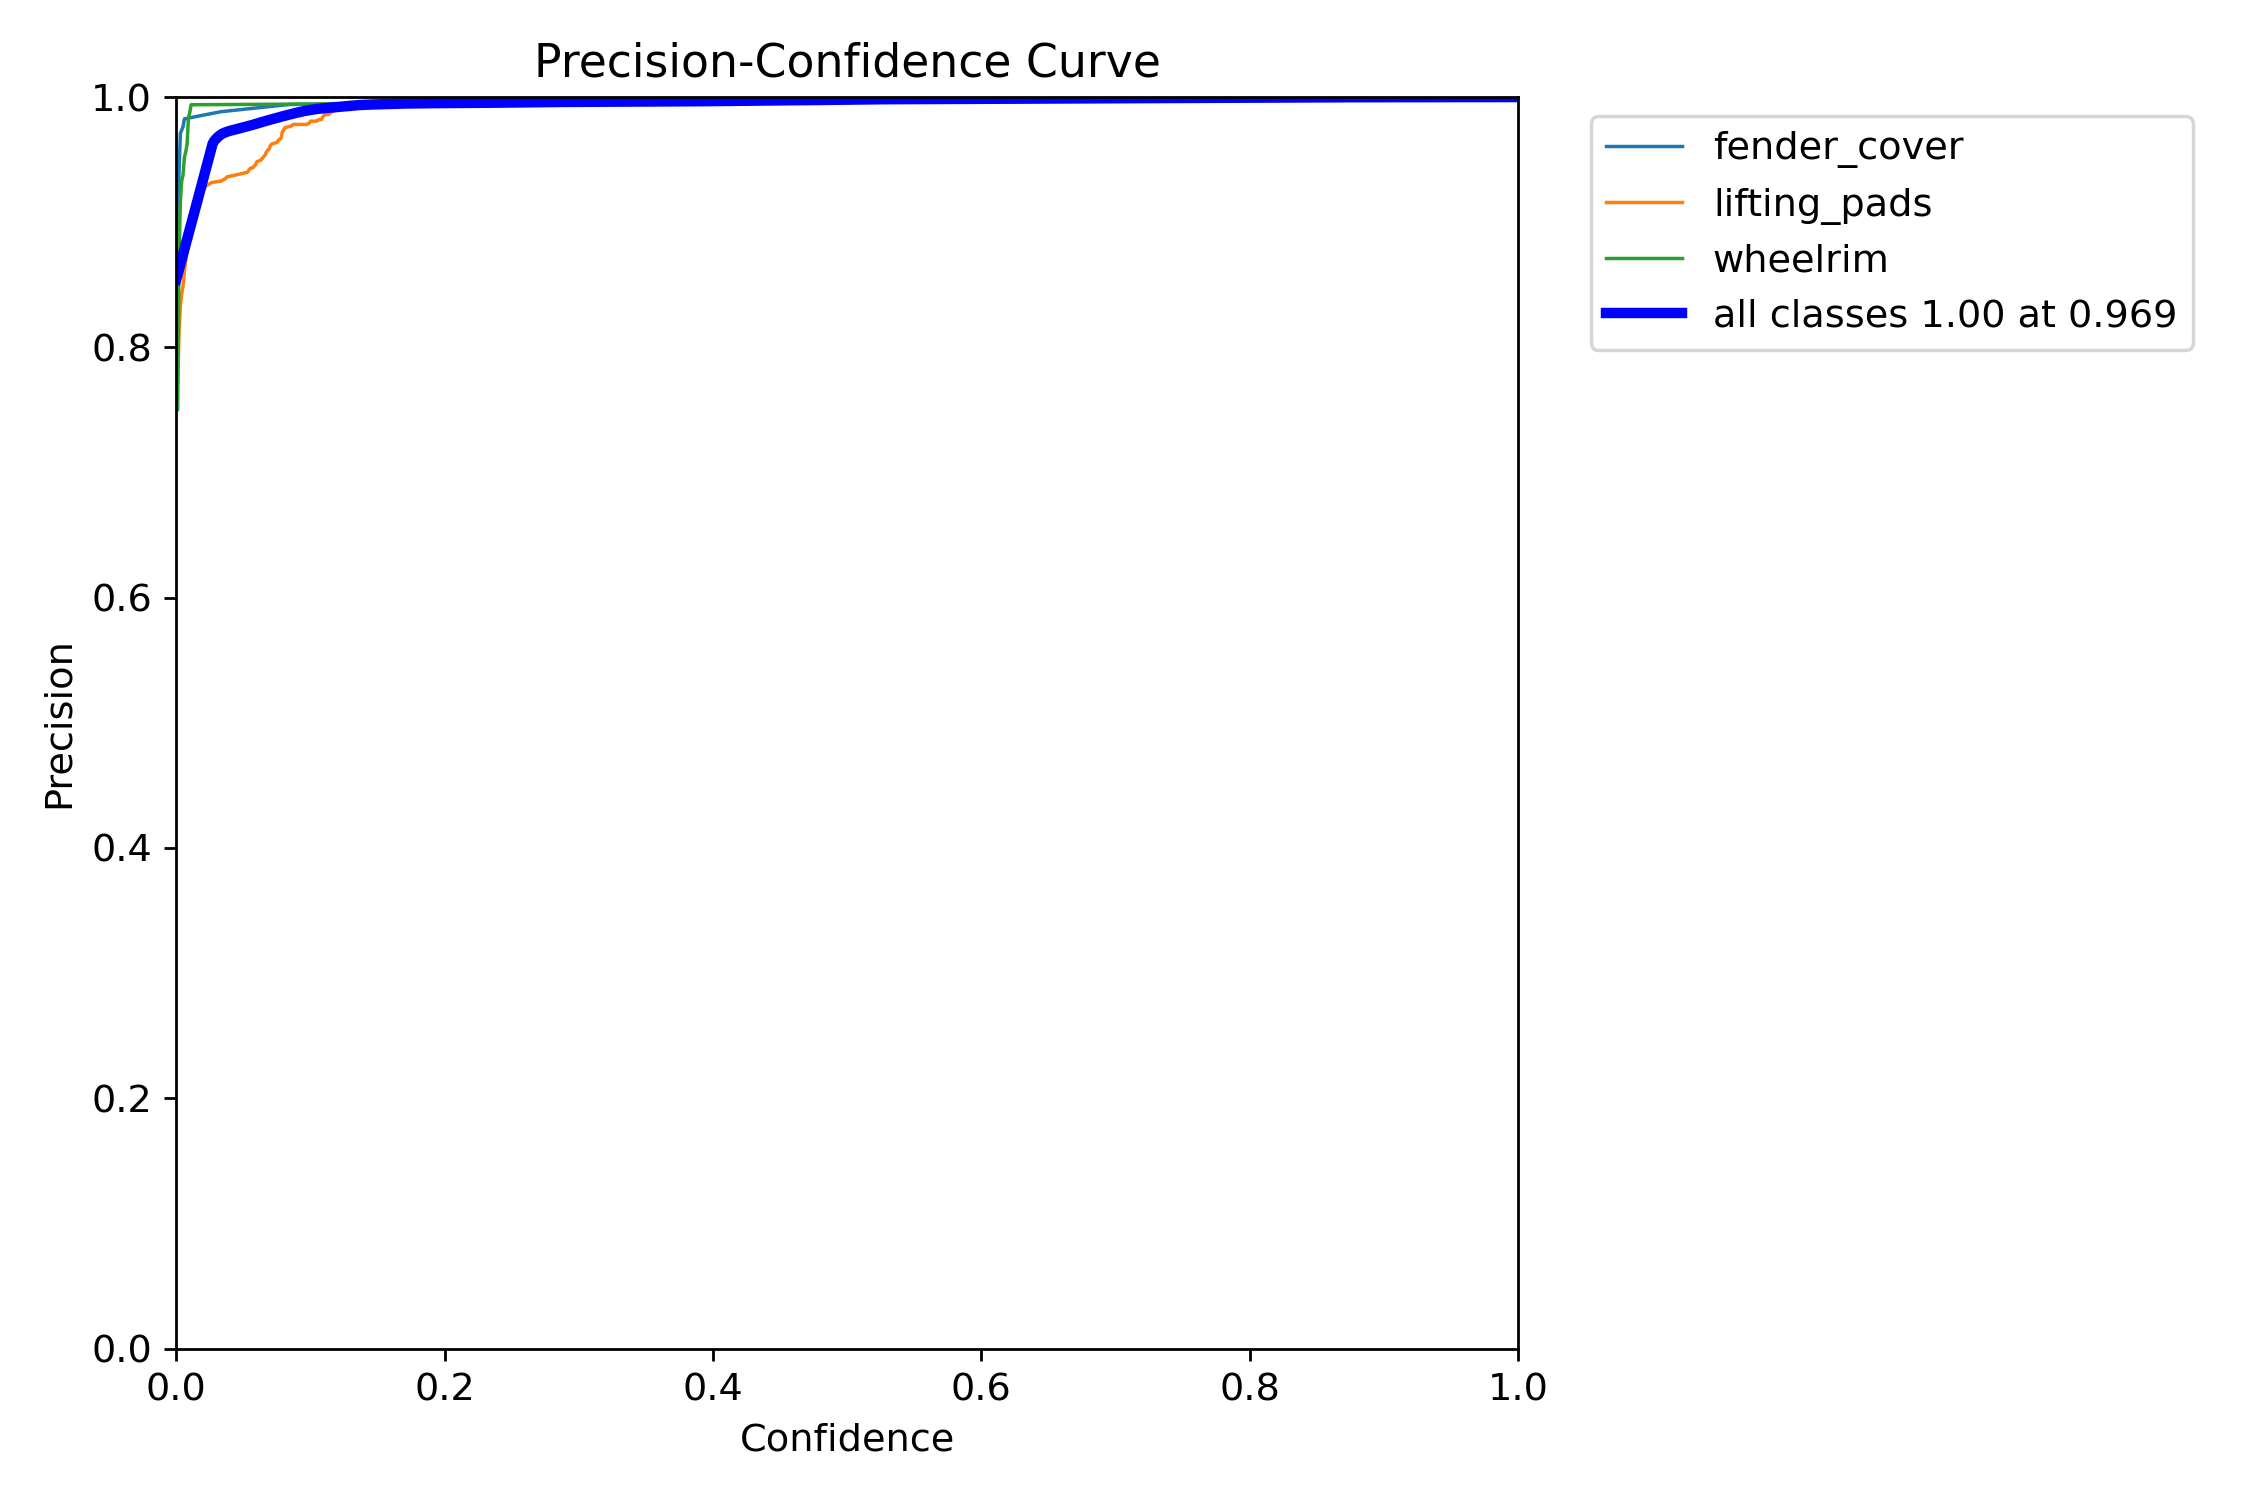 Precision-Confidence Curve
1.0
0.8
0.6
0.4
0.2
0.0
Precision
0.0 0.2 0.4 0.6 0.8 1.0
Confidence
fender_cover
lifting_pads
wheelrim
all classes 1.00 at 0.969